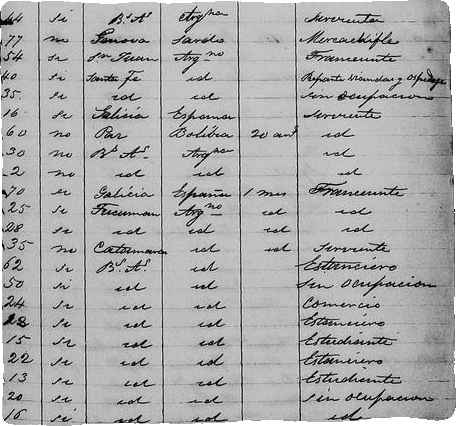 44 si Bs As Argna Sirvienta
77 no Genova Sardo Mercachifle
54 si Sn Juan Argno Transeunte
40 si Santa Fe id
35 si id id Sin ocupacion
16 si Galicia España Sirviente
60 no Paz Bolivia 20 ans id
30 no Bs As Argna id
2 no id id id
70 si Galicia España 1 mes Transeunte
25 si Tucuman Argno id id
28 si id id id id
35 no Catamarca id id Sirviente
62 si Bs As id Estanciero
50 si id id Sin Ocupacion
24 si id id Comercio
28 si id id Estanciero
15 si id id Estudiante
22 si id id Estanciero
13 si id id Estudiante
20 si id id Sin ocupacion
16 si id id id